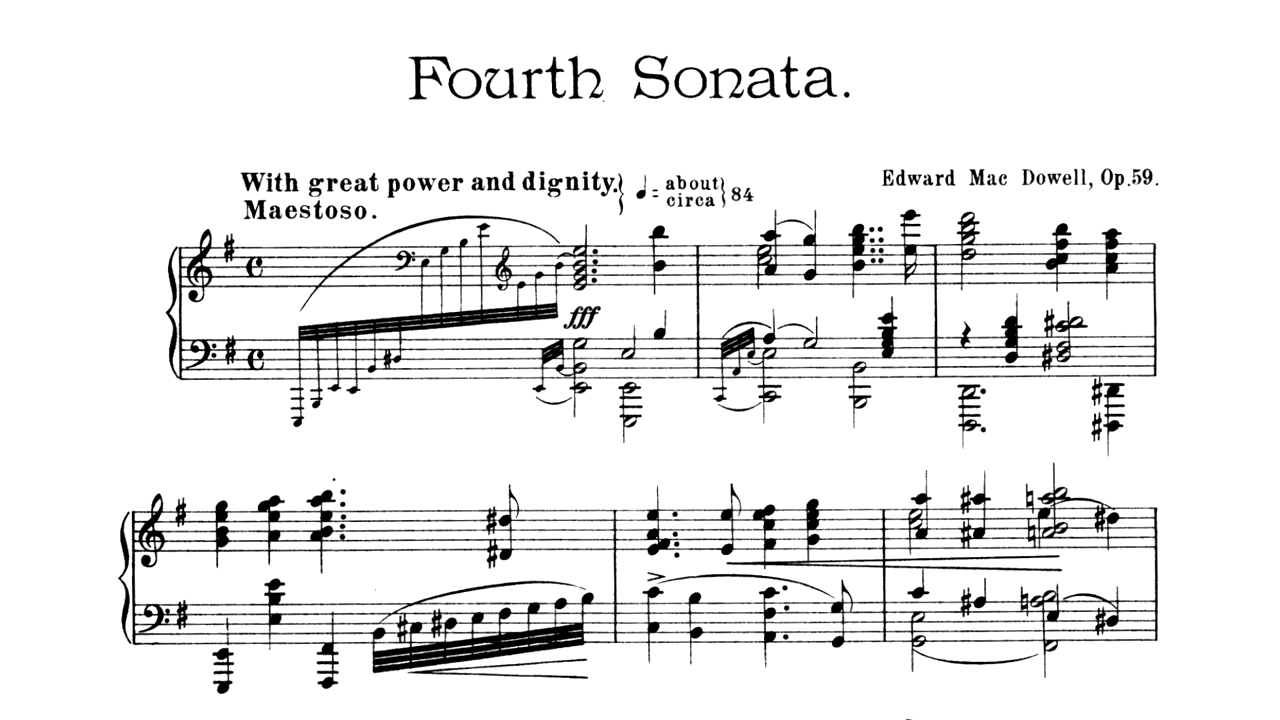 Fourth Sonata.
With great power and dignity. about
Maestoso. circa 84
Edward Mac Dowell, Op. 59.
fff